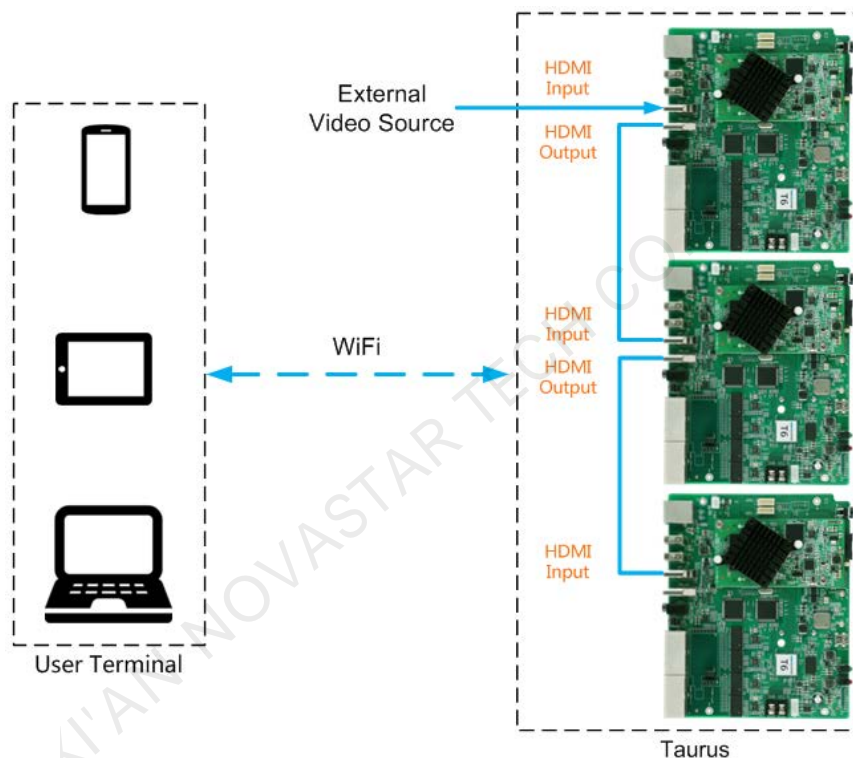 External
Video Source
HDMI
Input
HDMI
Output
T6
WiFi
HDMI
Input
HDMI
Output
T6
HDMI
Input
T6
User Terminal
Taurus
XI'AN NOVASTAR TECH CO.